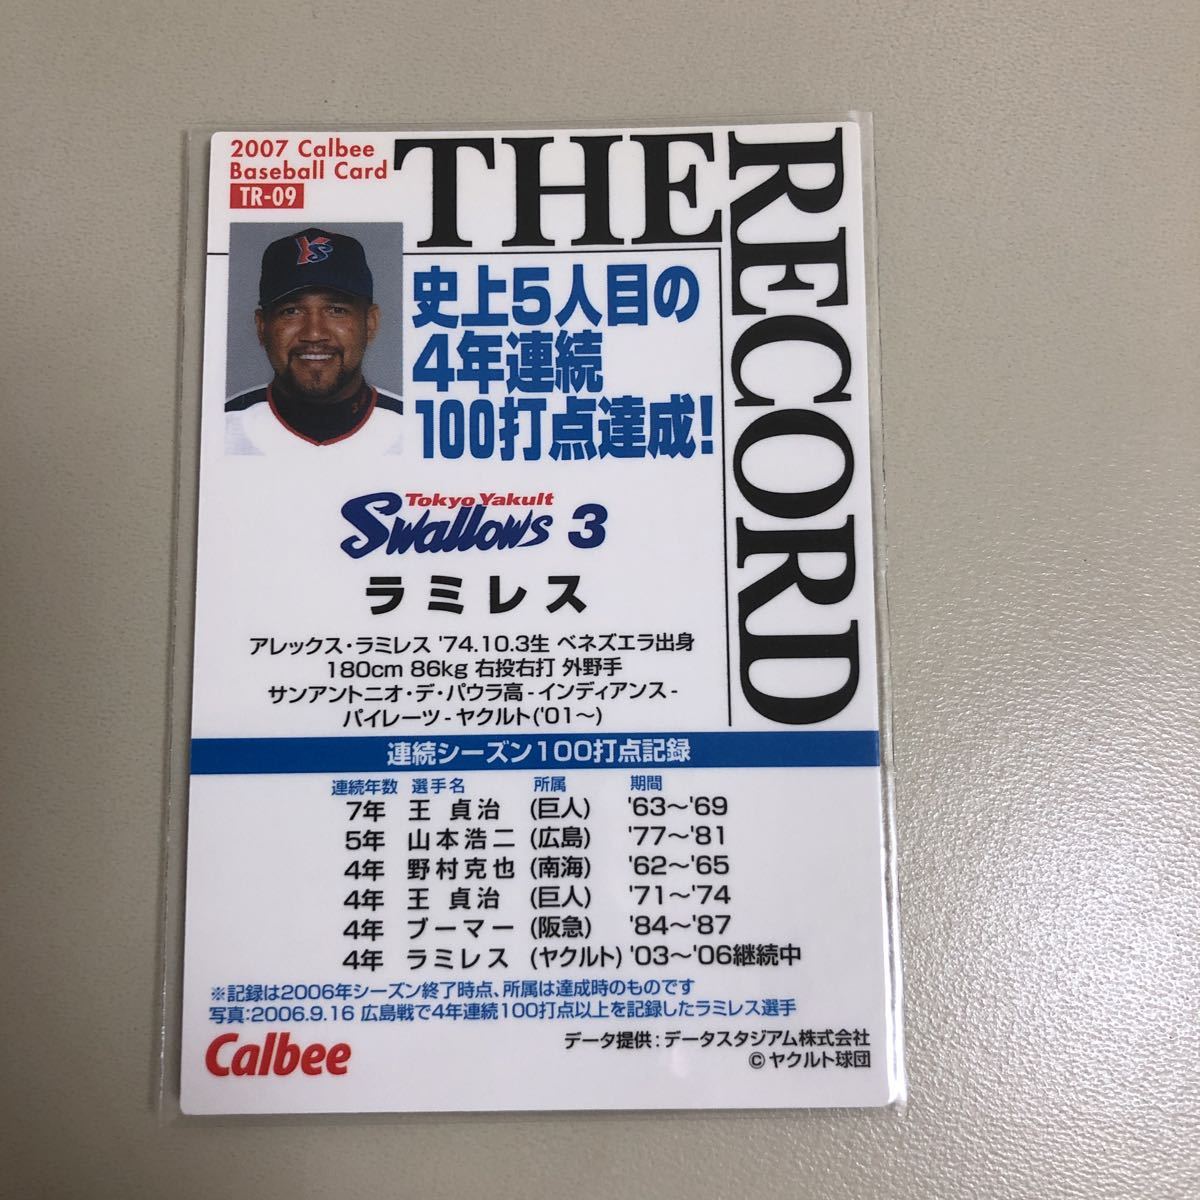 2007 Calbee
Baseball Card
TR-09
THE
RECORD
史上5人目の
4年連続
100打点達成!
YS
Tokyo Yakult
Swallows 3
ラミレス
アレックス・ラミレス '74.10.3生 ベネズエラ出身
180cm 86kg 右投右打 外野手
サンアントニオ・デ・パウラ高-インディアンス-
パイレーツ-ヤクルト('01〜)
連続シーズン100打点記録
連続年数 選手名 所属 期間
7年 王 貞治 (巨人) '63〜'69
5年 山本浩二 (広島) '77〜'81
4年 野村克也 (南海) '62〜'65
4年 王 貞治 (巨人) '71〜'74
4年 ブーマー (阪急) '84〜'87
4年 ラミレス (ヤクルト) '03〜'06継続中
※記録は2006年シーズン終了時点、所属は達成時のものです
写真:2006.9.16 広島戦で4年連続100打点以上を記録したラミレス選手
Calbee
データ提供:データスタジアム株式会社
©ヤクルト球団